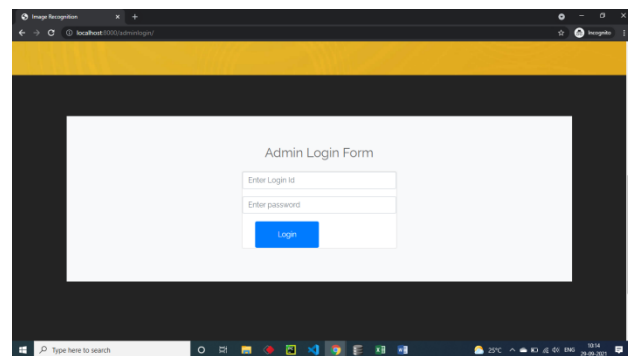 Image Recognition
localhost:8000/adminlogin/
Incognito
Admin Login Form
Enter Login Id
Enter password
Login
Type here to search
25°C
ENG
10:14
29-09-2021